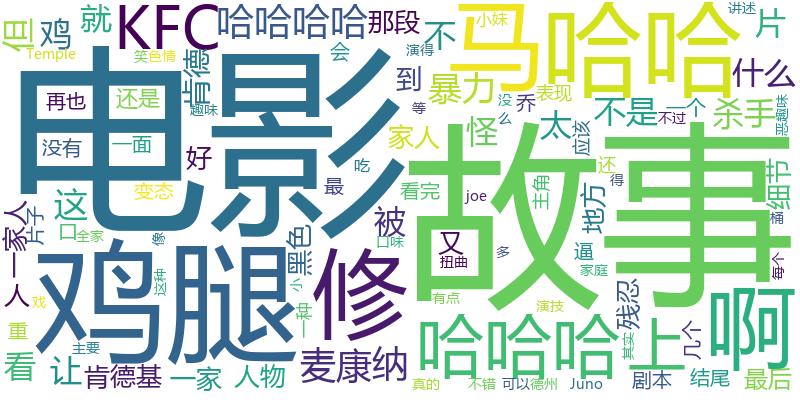 但
就
鸡
KFC
哈哈哈哈
那段
小妹
不
马
哈哈
讲述
片
Temple
笑
色情
肯德
趣味
会
到
演得
等
暴力
没
么
乔
表现
什么
再也
还是
电影
故事
怪
太
不是
一个
杀手
不过
恶趣味
没有
一面
好
家人
应该
细节
这
变态
最
吃
看完
joe
主角
还
得
地方
桶
一家人
片子
口
全家
像
黑色
被
口味
又
扭曲
多
逼
家庭
每个
人
戏
鸡腿
修
这种
小
一种
有点
演技
残忍
啊
重
主要
哈哈哈
上
其实
几个
看
让
肯德基
一家
人物
麦康纳
真的
不错
可以
德州
Juno
剧本
结尾
最后